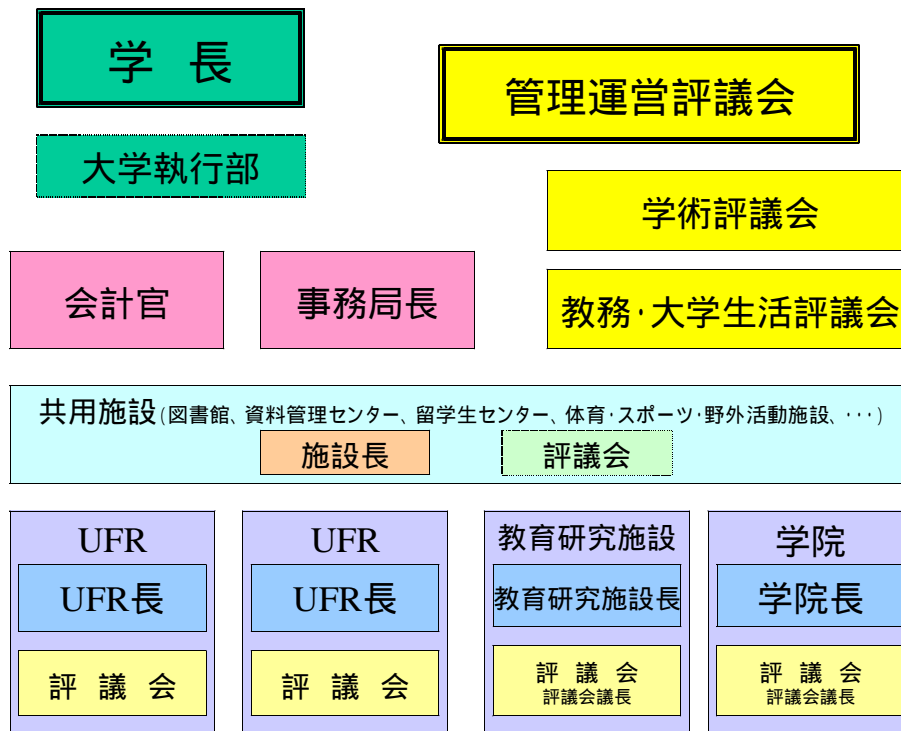 学 長
管理運営評議会
大学執行部
学術評議会
会計官
事務局長
教務・大学生活評議会
共用施設(図書館、資料管理センター、留学生センター、体育・スポーツ・野外活動施設、・・・)
施設長
評議会
UFR
UFR長
評 議 会
UFR
UFR長
評 議 会
教育研究施設
教育研究施設長
評 議 会
評議会議長
学院
学院長
評 議 会
評議会議長